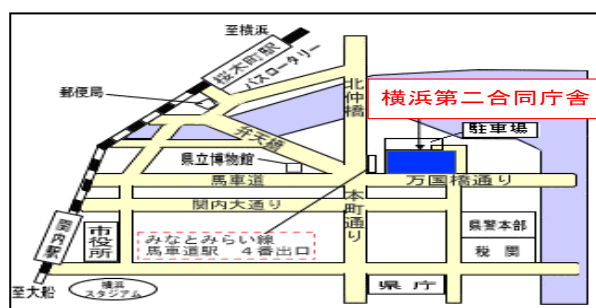 至横浜
桜木町駅
バスロータリー
郵便局
北仲橋
横浜第二合同庁舎
駐車場
弁天橋
県立博物館
馬車道
万国橋通り
関内大通り
本町通り
関内駅
市役所
みなとみらい線
馬車道駅 4番出口
県警本部
税関
至大船
横浜
スタジアム
県庁